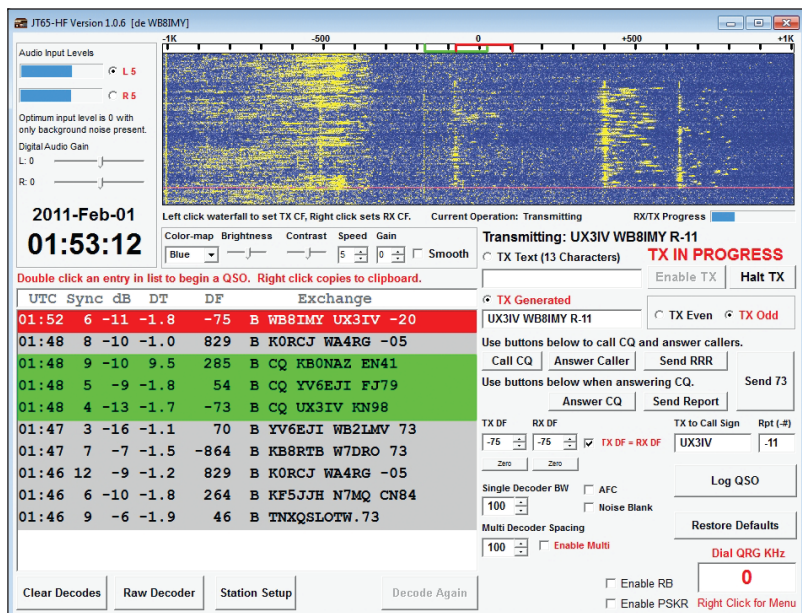 JT65-HF Version 1.0.6 [de WB8IMY]
Audio Input Levels
L 5
R 5
Optimum input level is 0 with
only background noise present.
Digital Audio Gain
L: 0
R: 0
2011-Feb-01
01:53:12
-1K -500 0 +500 +1K
Left click waterfall to set TX CF, Right click sets RX CF. Current Operation: Transmitting RX/TX Progress
Color-map Brightness Contrast Speed Gain
Blue 5 0 Smooth
Double click an entry in list to begin a QSO. Right click copies to clipboard.
UTC Sync dB DT DF Exchange
01:52 6 -11 -1.8 -75 B WB8IMY UX3IV -20
01:48 8 -10 -1.0 829 B K0RCJ WA4RG -05
01:48 9 -10 9.5 285 B CQ KB0NAZ EN41
01:48 5 -9 -1.8 54 B CQ YV6EJI FJ79
01:48 4 -13 -1.7 -73 B CQ UX3IV KN98
01:47 3 -16 -1.1 70 B YV6EJI WB2LMV 73
01:47 7 -7 -1.5 -864 B KB8RTB W7DRO 73
01:46 12 -9 -1.2 829 B K0RCJ WA4RG -05
01:46 6 -10 -1.8 264 B KF5JJH N7MQ CN84
01:46 9 -6 -1.9 46 B TNXQSLOTW.73
Clear Decodes Raw Decoder Station Setup Decode Again
Transmitting: UX3IV WB8IMY R-11
TX Text (13 Characters) TX IN PROGRESS
Enable TX Halt TX
TX Generated
UX3IV WB8IMY R-11 TX Even TX Odd
Use buttons below to call CQ and answer callers.
Call CQ Answer Caller Send RRR
Use buttons below when answering CQ. Send 73
Answer CQ Send Report
TX DF RX DF TX to Call Sign Rpt (-#)
-75 -75 TX DF = RX DF UX3IV -11
Zero Zero
Single Decoder BW AFC Log QSO
100 Noise Blank
Multi Decoder Spacing Restore Defaults
100 Enable Multi
Dial QRG KHz
0
Enable RB
Enable PSKR Right Click for Menu